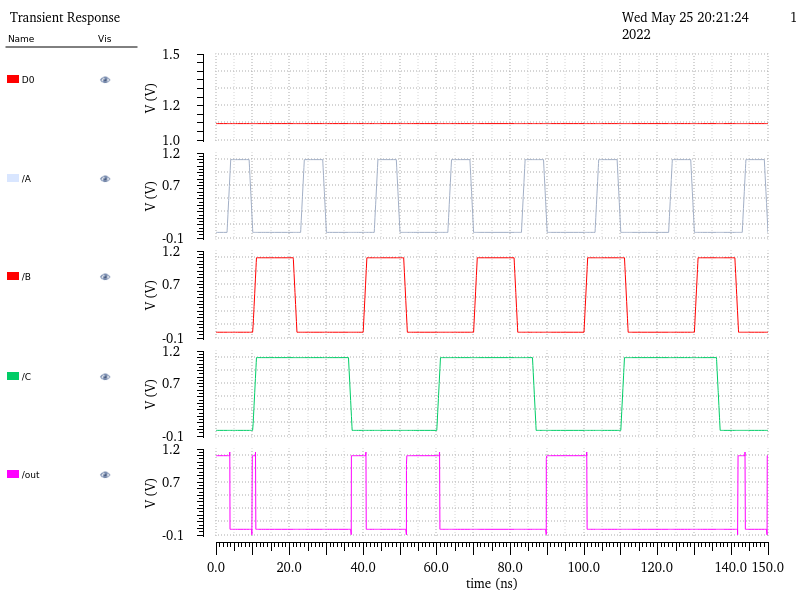 Transient Response
Wed May 25 20:21:24 1
2022
Name Vis
D0
1.5
1.2
1.0
V (V)
/A
1.2
0.7
-0.1
V (V)
/B
1.2
0.7
-0.1
V (V)
/C
1.2
0.7
-0.1
V (V)
/out
1.2
0.7
-0.1
V (V)
0.0 20.0 40.0 60.0 80.0 100.0 120.0 140.0 150.0
time (ns)